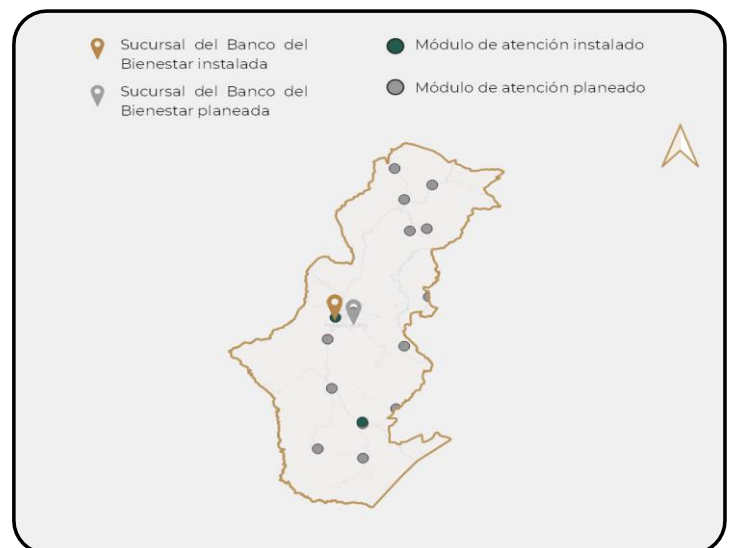 Sucursal del Banco del
Bienestar instalada
Sucursal del Banco del
Bienestar planeada
Módulo de atención instalado
Módulo de atención planeado